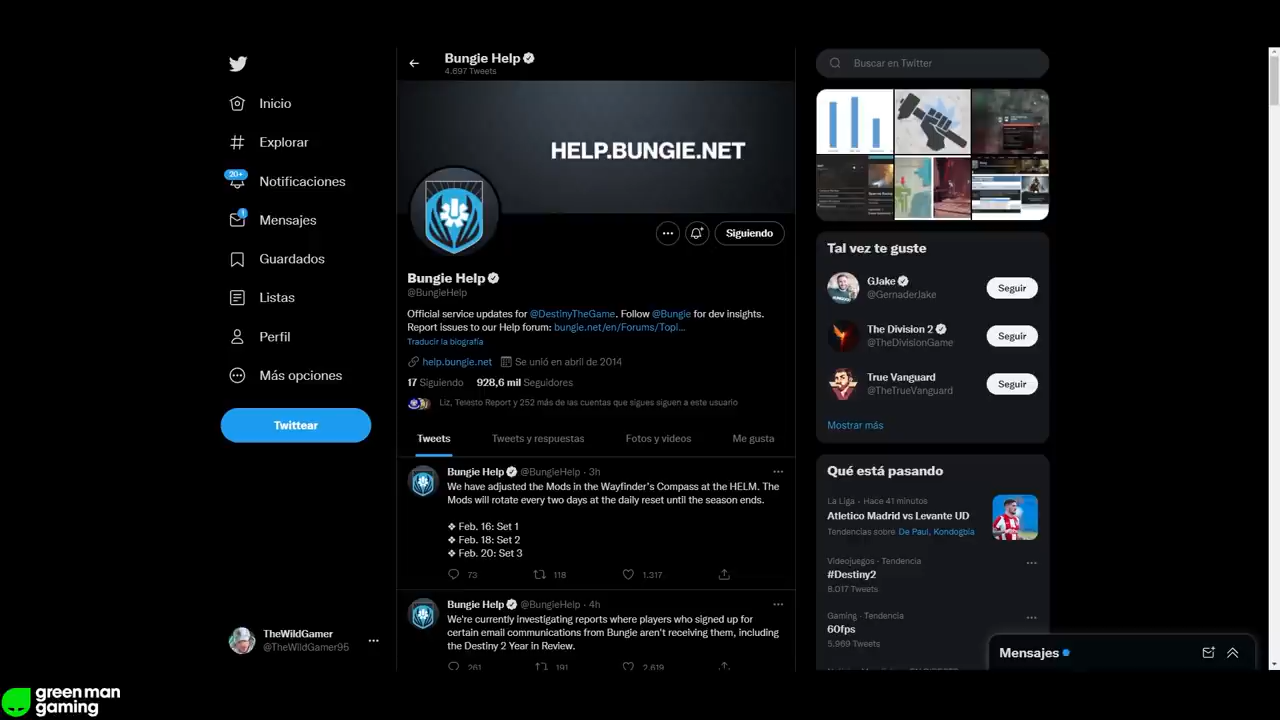 Inicio
Explorar
20+
Notificaciones
1
Mensajes
Guardados
Listas
Perfil
Más opciones
Twittear
TheWildGamer
@TheWildGamer95
green man
gaming
Bungie Help
4.697 Tweets
HELP.BUNGIE.NET
Siguiendo
Bungie Help
@BungieHelp
Official service updates for @DestinyTheGame. Follow @Bungie for dev insights.
Report issues to our Help forum: bungie.net/en/Forums/Topi...
Traducir la biografía
help.bungie.net Se unió en abril de 2014
17 Siguiendo 928,6 mil Seguidores
Liz, Telesto Report y 252 más de las cuentas que sigues siguen a este usuario
Tweets Tweets y respuestas Fotos y videos Me gusta
Bungie Help @BungieHelp · 3h
We have adjusted the Mods in the Wayfinder's Compass at the HELM. The
Mods will rotate every two days at the daily reset until the season ends.
❖ Feb. 16: Set 1
❖ Feb. 18: Set 2
❖ Feb. 20: Set 3
73 118 1.317
Bungie Help @BungieHelp · 4h
We're currently investigating reports where players who signed up for
certain email communications from Bungie aren't receiving them, including
the Destiny 2 Year in Review.
261 191 2.619
Buscar en Twitter
Tal vez te guste
GJake
@GernaderJake
Seguir
The Division 2
@TheDivisionGame
Seguir
True Vanguard
@TheTrueVanguard
Seguir
Mostrar más
Qué está pasando
La Liga · Hace 41 minutos
Atletico Madrid vs Levante UD
Tendencias sobre De Paul, Kondogbia
Videojuegos · Tendencia
#Destiny2
8.017 Tweets
Gaming · Tendencia
60fps
5.969 Tweets
Mensajes